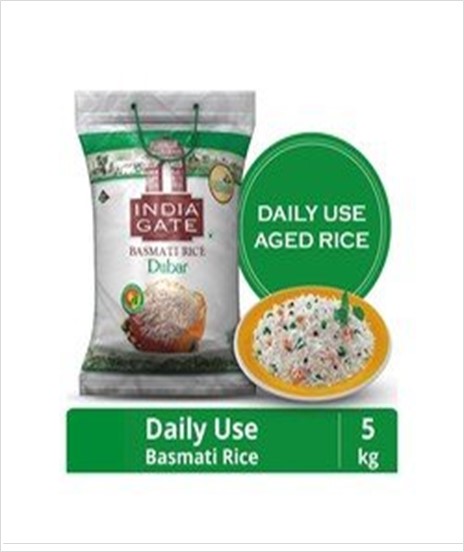 INDIA
GATE
BASMATI RICE
Dubar
DAILY USE
AGED RICE
Daily Use
Basmati Rice
5
kg